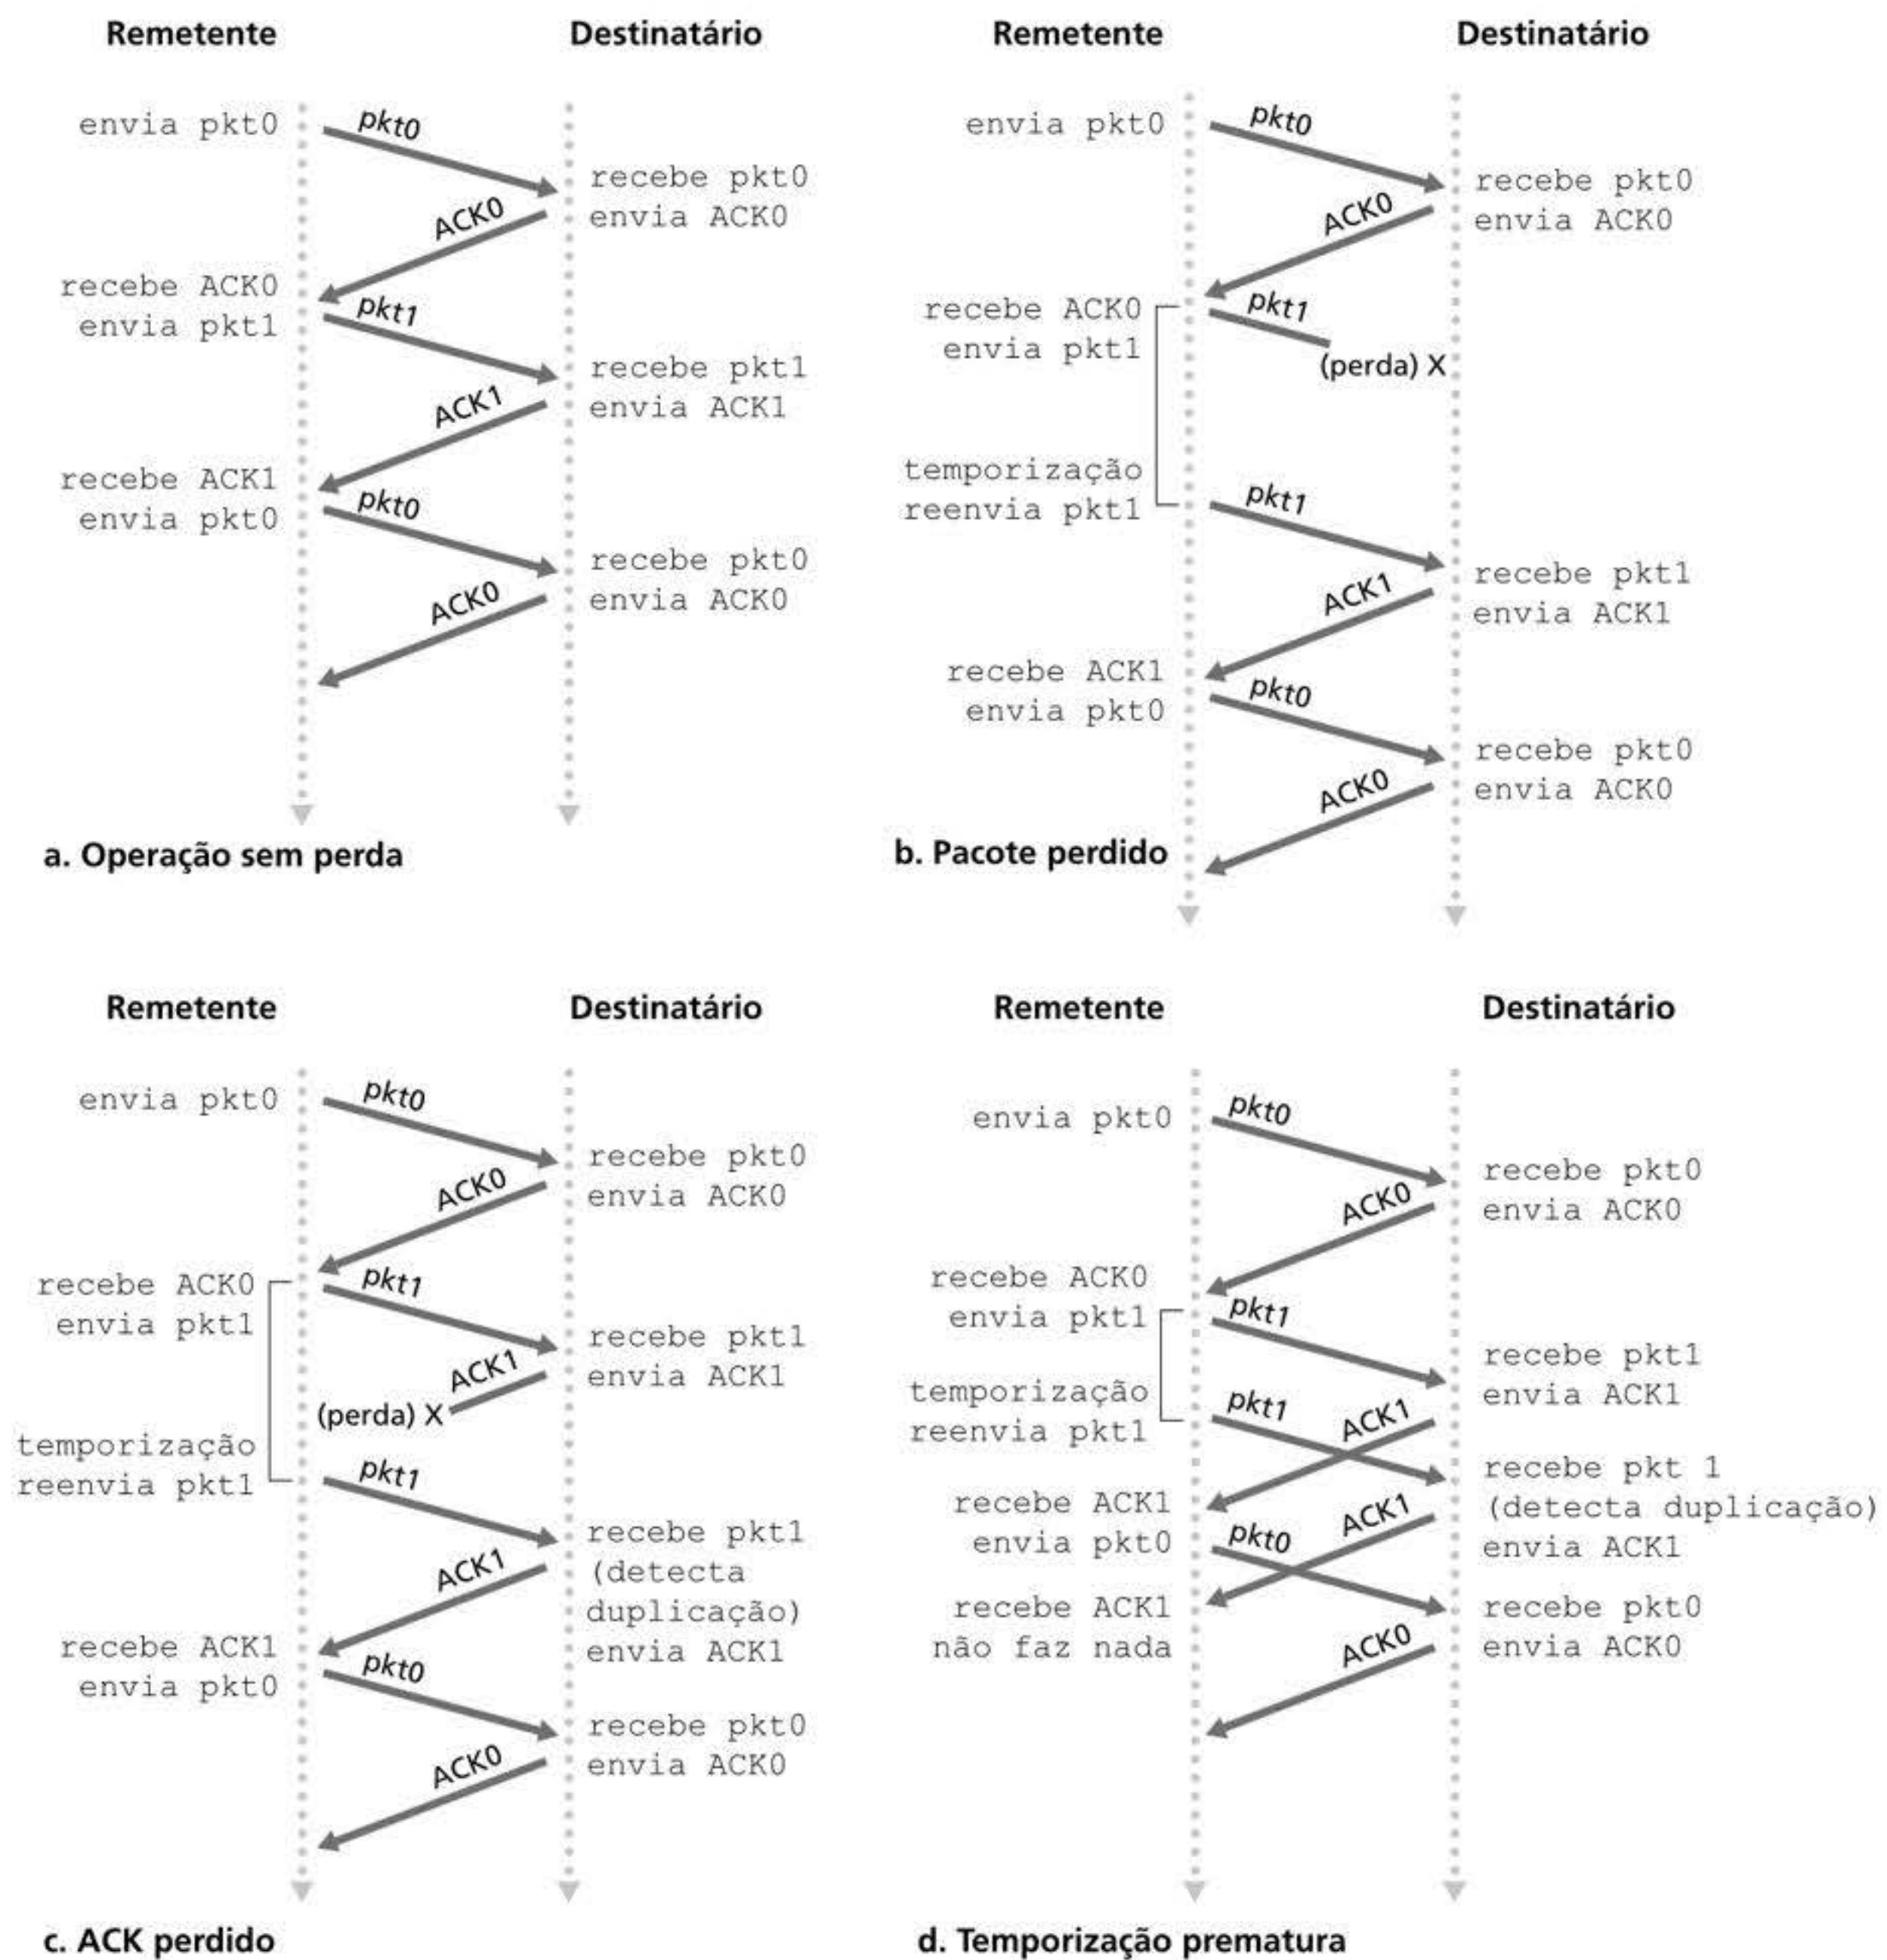 Remetente
Destinatário
envia pkt0
pkt0
recebe pkt0
envia ACK0
ACK0
recebe ACK0
envia pkt1
pkt1
recebe pkt1
envia ACK1
ACK1
recebe ACK1
envia pkt0
pkt0
recebe pkt0
envia ACK0
ACK0
a. Operação sem perda
Remetente
Destinatário
envia pkt0
pkt0
recebe pkt0
envia ACK0
ACK0
recebe ACK0
envia pkt1
pkt1
(perda) X
temporização
reenvia pkt1
pkt1
recebe pkt1
envia ACK1
ACK1
recebe ACK1
envia pkt0
pkt0
recebe pkt0
envia ACK0
ACK0
b. Pacote perdido
Remetente
Destinatário
envia pkt0
pkt0
recebe pkt0
envia ACK0
ACK0
recebe ACK0
envia pkt1
pkt1
recebe pkt1
envia ACK1
ACK1
(perda) X
temporização
reenvia pkt1
pkt1
recebe pkt1
(detecta
duplicação)
envia ACK1
ACK1
recebe ACK1
envia pkt0
pkt0
recebe pkt0
envia ACK0
ACK0
c. ACK perdido
Remetente
Destinatário
envia pkt0
pkt0
recebe pkt0
envia ACK0
ACK0
recebe ACK0
envia pkt1
pkt1
recebe pkt1
envia ACK1
ACK1
temporização
reenvia pkt1
pkt1
recebe pkt 1
(detecta duplicação)
envia ACK1
ACK1
recebe ACK1
envia pkt0
pkt0
recebe ACK1
não faz nada
recebe pkt0
envia ACK0
ACK0
d. Temporização prematura